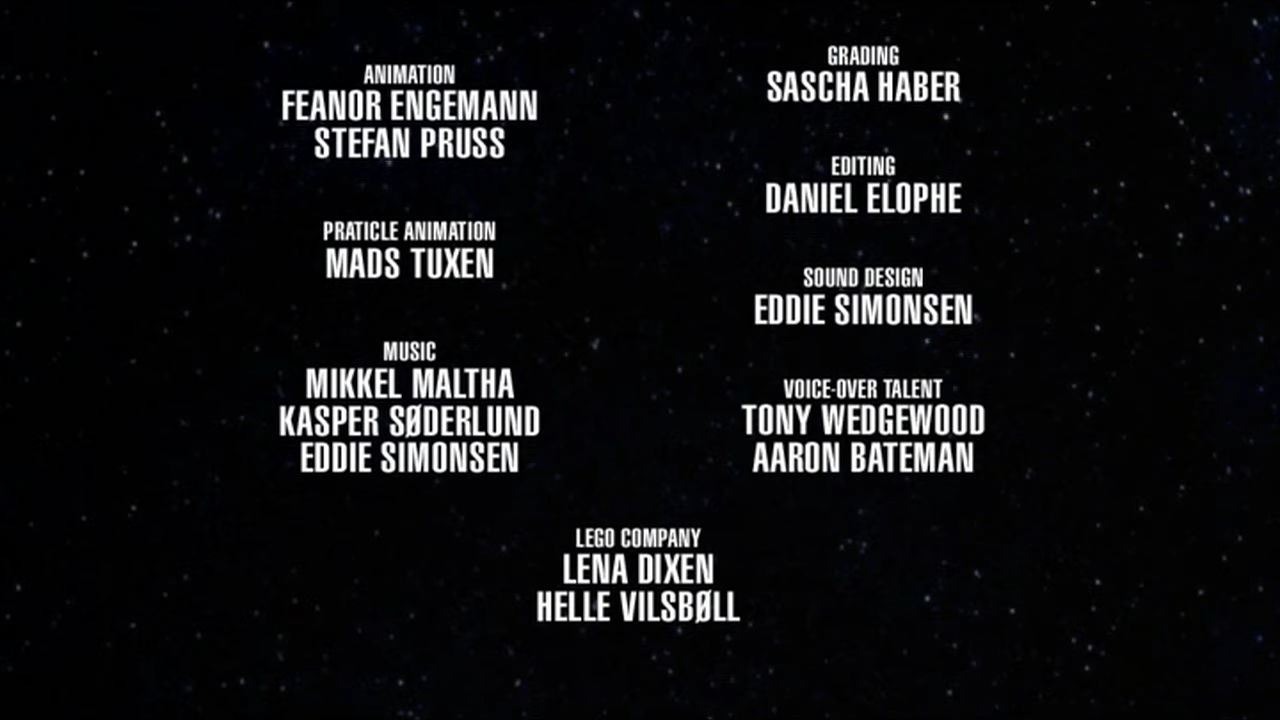 ANIMATION
FEANOR ENGEMANN
STEFAN PRUSS
PRATICLE ANIMATION
MADS TUXEN
MUSIC
MIKKEL MALTHA
KASPER SØDERLUND
EDDIE SIMONSEN
GRADING
SASCHA HABER
EDITING
DANIEL ELOPHE
SOUND DESIGN
EDDIE SIMONSEN
VOICE-OVER TALENT
TONY WEDGEWOOD
AARON BATEMAN
LEGO COMPANY
LENA DIXEN
HELLE VILSBØLL